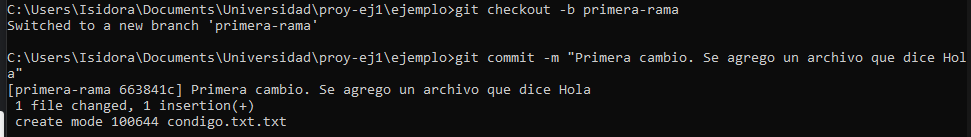 C:\Users\Isidora\Documents\Universidad\proy-ej1\ejemplo>git checkout -b primera-rama
Switched to a new branch 'primera-rama'
C:\Users\Isidora\Documents\Universidad\proy-ej1\ejemplo>git commit -m "Primera cambio. Se agrego un archivo que dice Hol
a"
[primera-rama 663841c] Primera cambio. Se agrego un archivo que dice Hola
 1 file changed, 1 insertion(+)
 create mode 100644 condigo.txt.txt